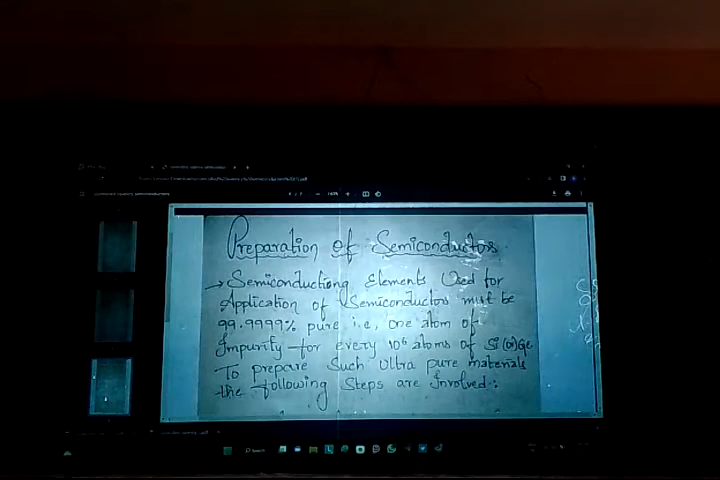 Preparation of Semiconductors
→ Semiconducting Elements Used for
Application of Semiconductors must be
99.9999% pure i.e, one atom of
Impurity for every 10⁶ atoms of Si (or) Ge
To prepare Such Ultra pure materials
the following Steps are Involved: